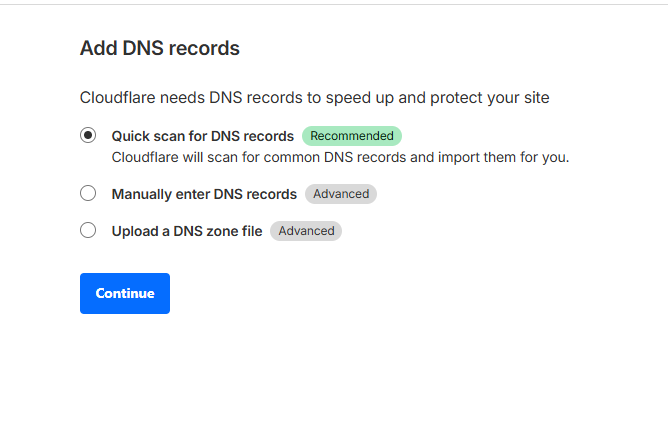 Add DNS records
Cloudflare needs DNS records to speed up and protect your site
Quick scan for DNS records Recommended
Cloudflare will scan for common DNS records and import them for you.
Manually enter DNS records Advanced
Upload a DNS zone file Advanced
Continue